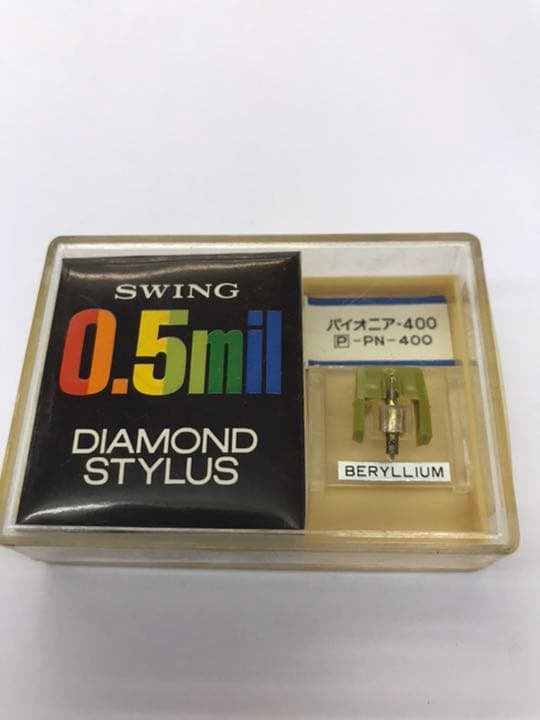 SWING
0.5mil
DIAMOND
STYLUS
パイオニア-400
🄿-PN-400
BERYLLIUM